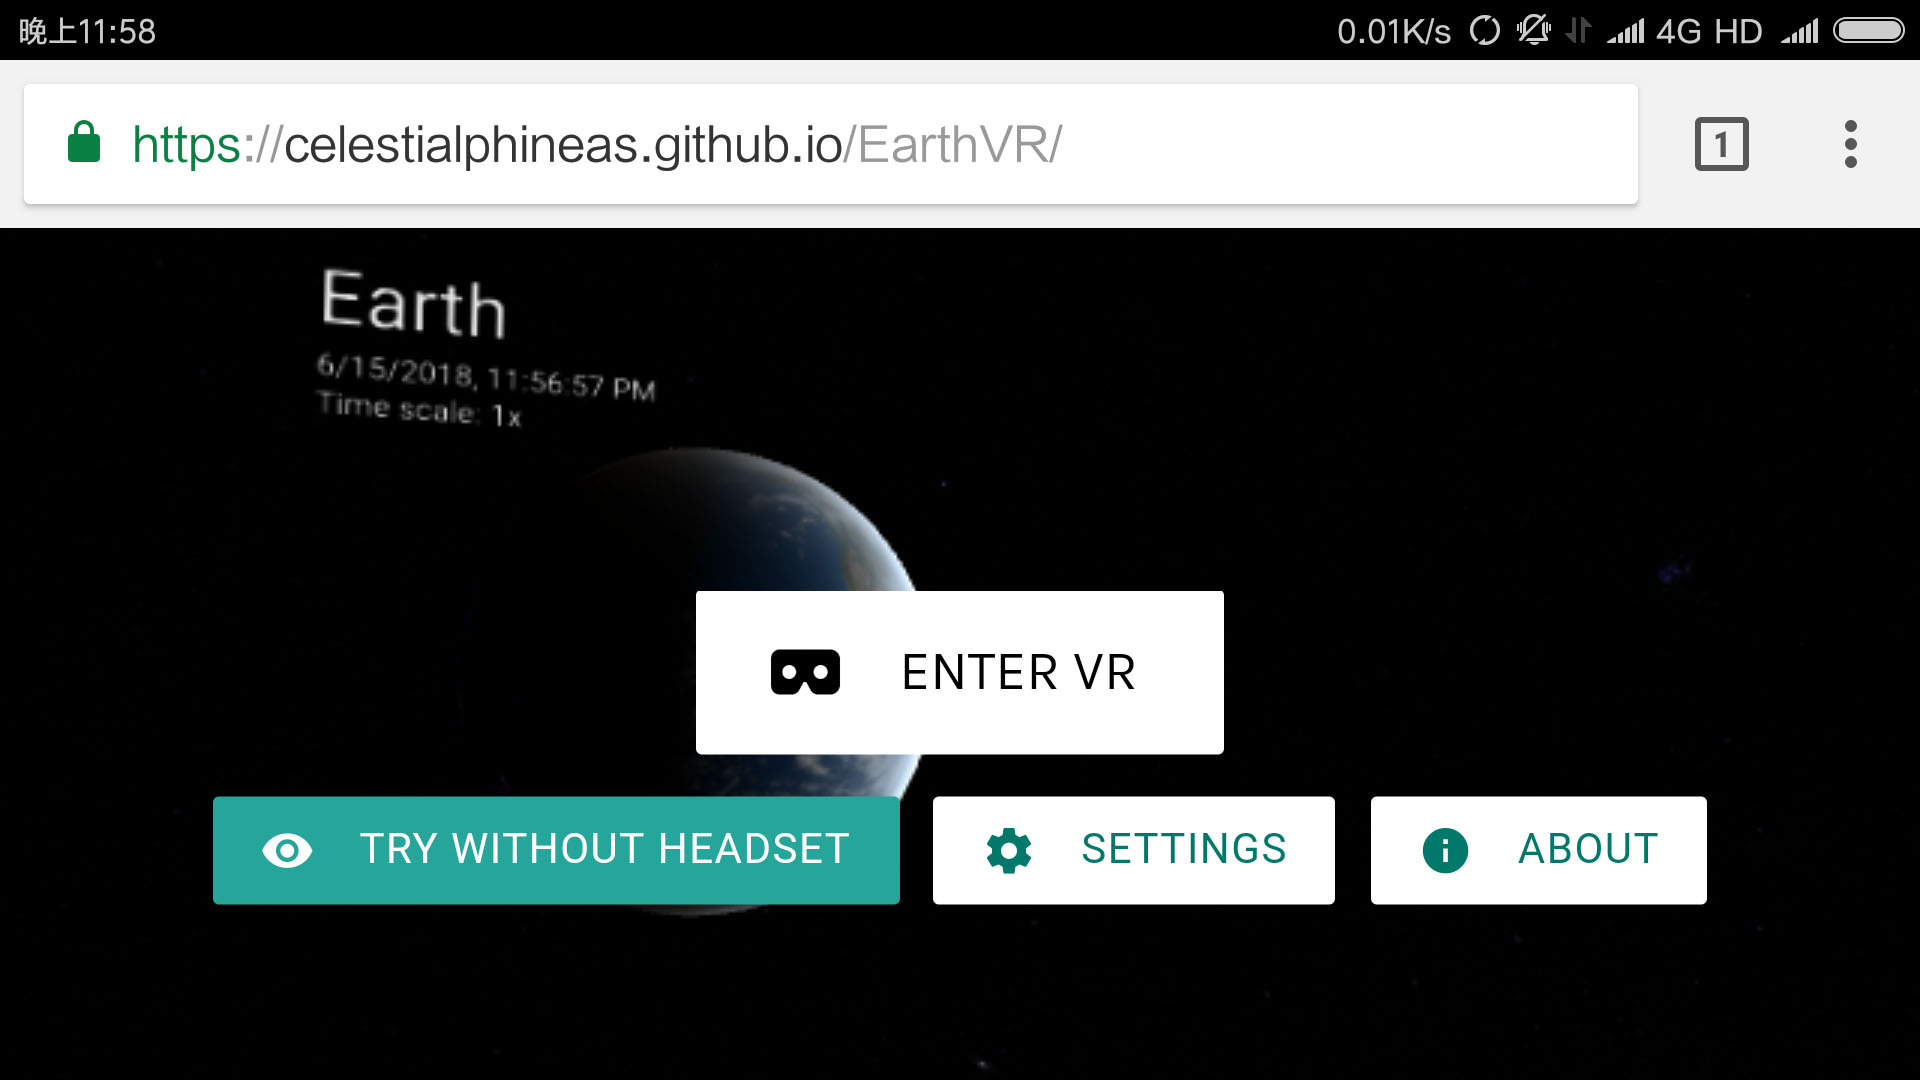 晚上11:58
0.01K/s 4G HD
https://celestialphineas.github.io/EarthVR/
1
Earth
6/15/2018, 11:56:57 PM
Time scale: 1x
ENTER VR
TRY WITHOUT HEADSET
SETTINGS
ABOUT